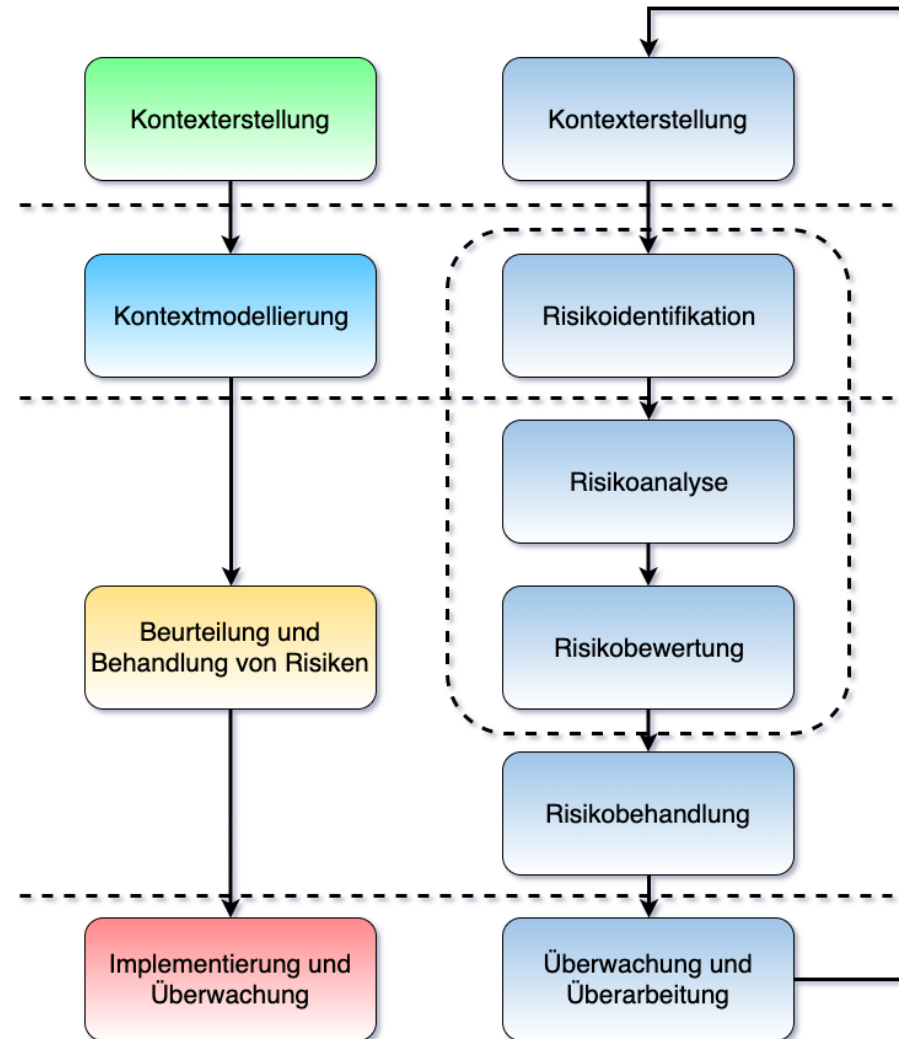 Kontexterstellung
Kontexterstellung
Kontextmodellierung
Risikoidentifikation
Risikoanalyse
Beurteilung und
Behandlung von Risiken
Risikobewertung
Risikobehandlung
Implementierung und
Überwachung
Überwachung und
Überarbeitung